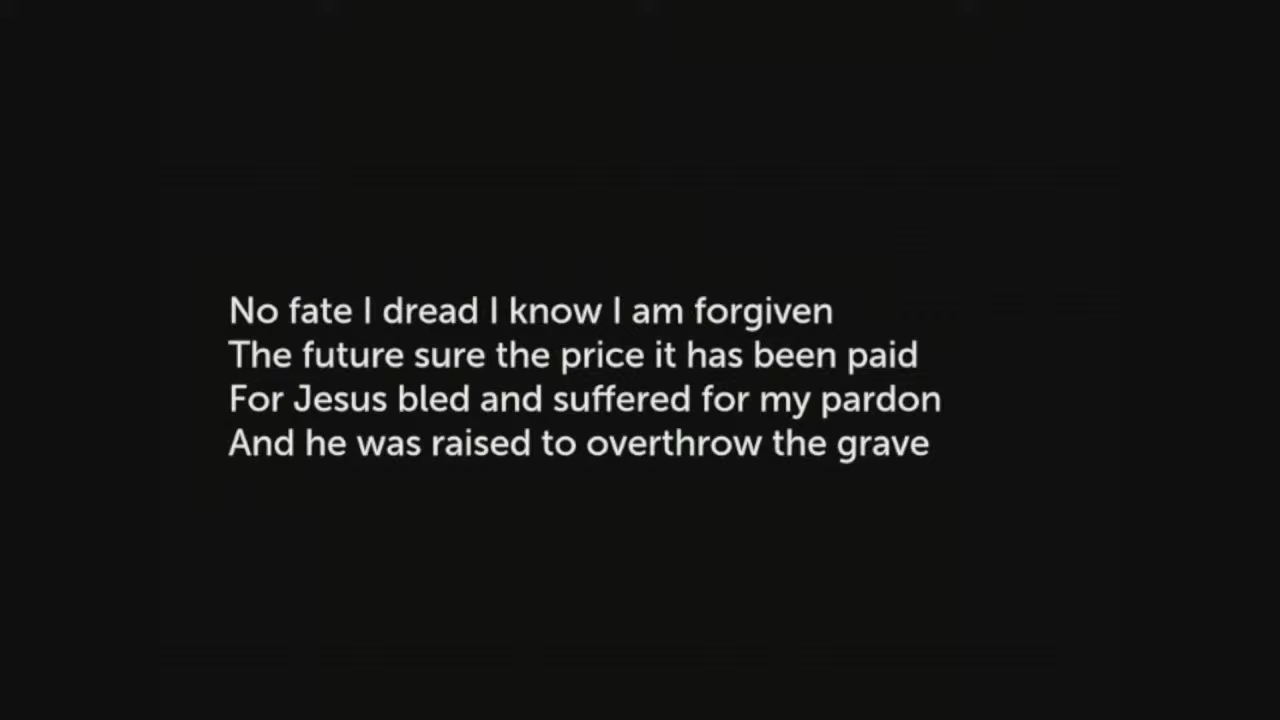 No fate I dread I know I am forgiven
The future sure the price it has been paid
For Jesus bled and suffered for my pardon
And he was raised to overthrow the grave